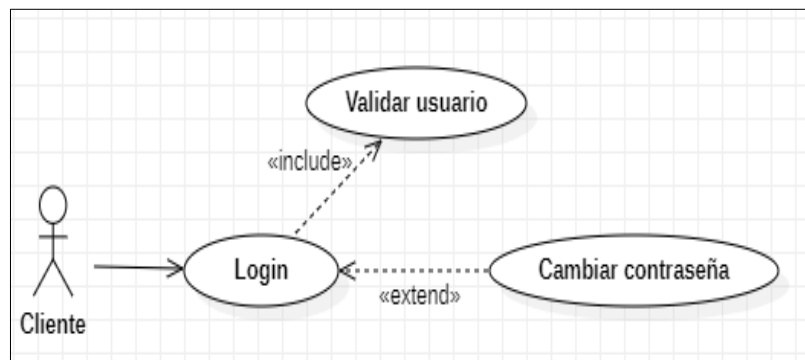 Validar usuario
«include»
Login
Cambiar contraseña
«extend»
Cliente